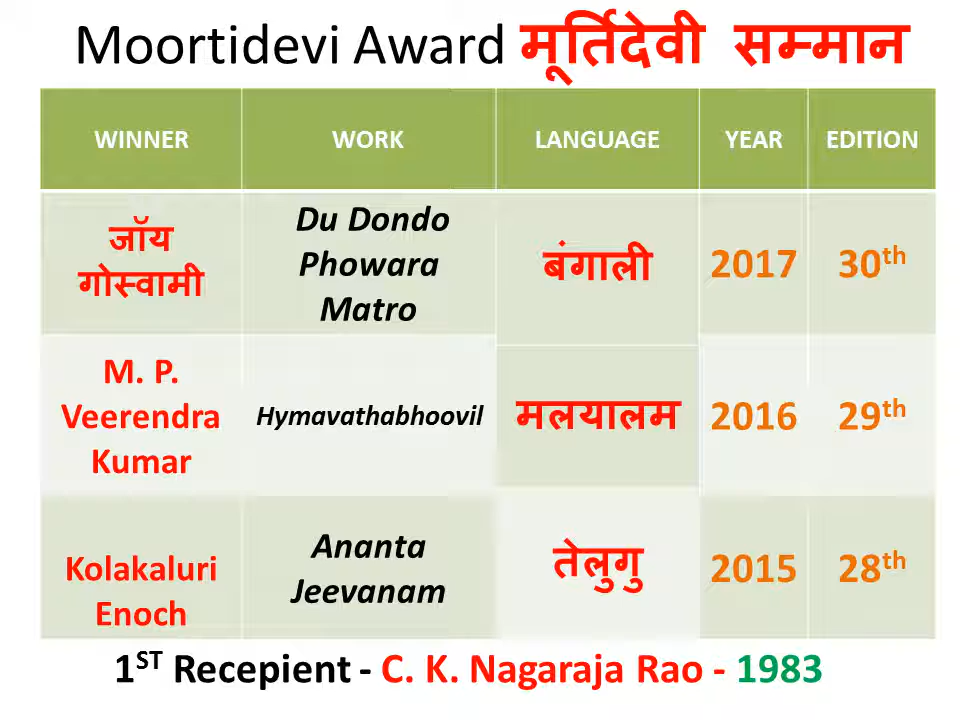 Moortidevi Award मूर्तिदेवी सम्मान
WINNER WORK LANGUAGE YEAR EDITION
जॉय
गोस्वामी
Du Dondo
Phowara
Matro
बंगाली
2017
30th
M. P.
Veerendra
Kumar
Hymavathabhoovil
मलयालम
2016
29th
Kolakaluri
Enoch
Ananta
Jeevanam
तेलुगु
2015
28th
1ST Recepient - C. K. Nagaraja Rao - 1983